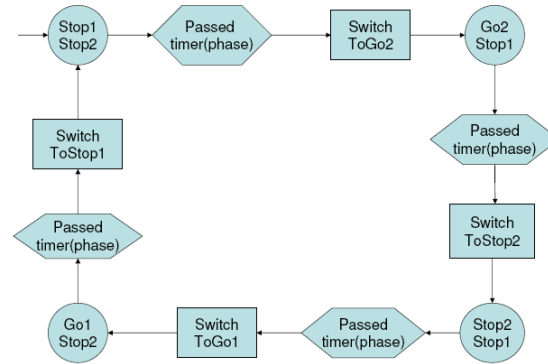 Stop1
Stop2
Passed
timer(phase)
Switch
ToGo2
Go2
Stop1
Passed
timer(phase)
Switch
ToStop2
Stop2
Stop1
Passed
timer(phase)
Switch
ToGo1
Go1
Stop2
Passed
timer(phase)
Switch
ToStop1